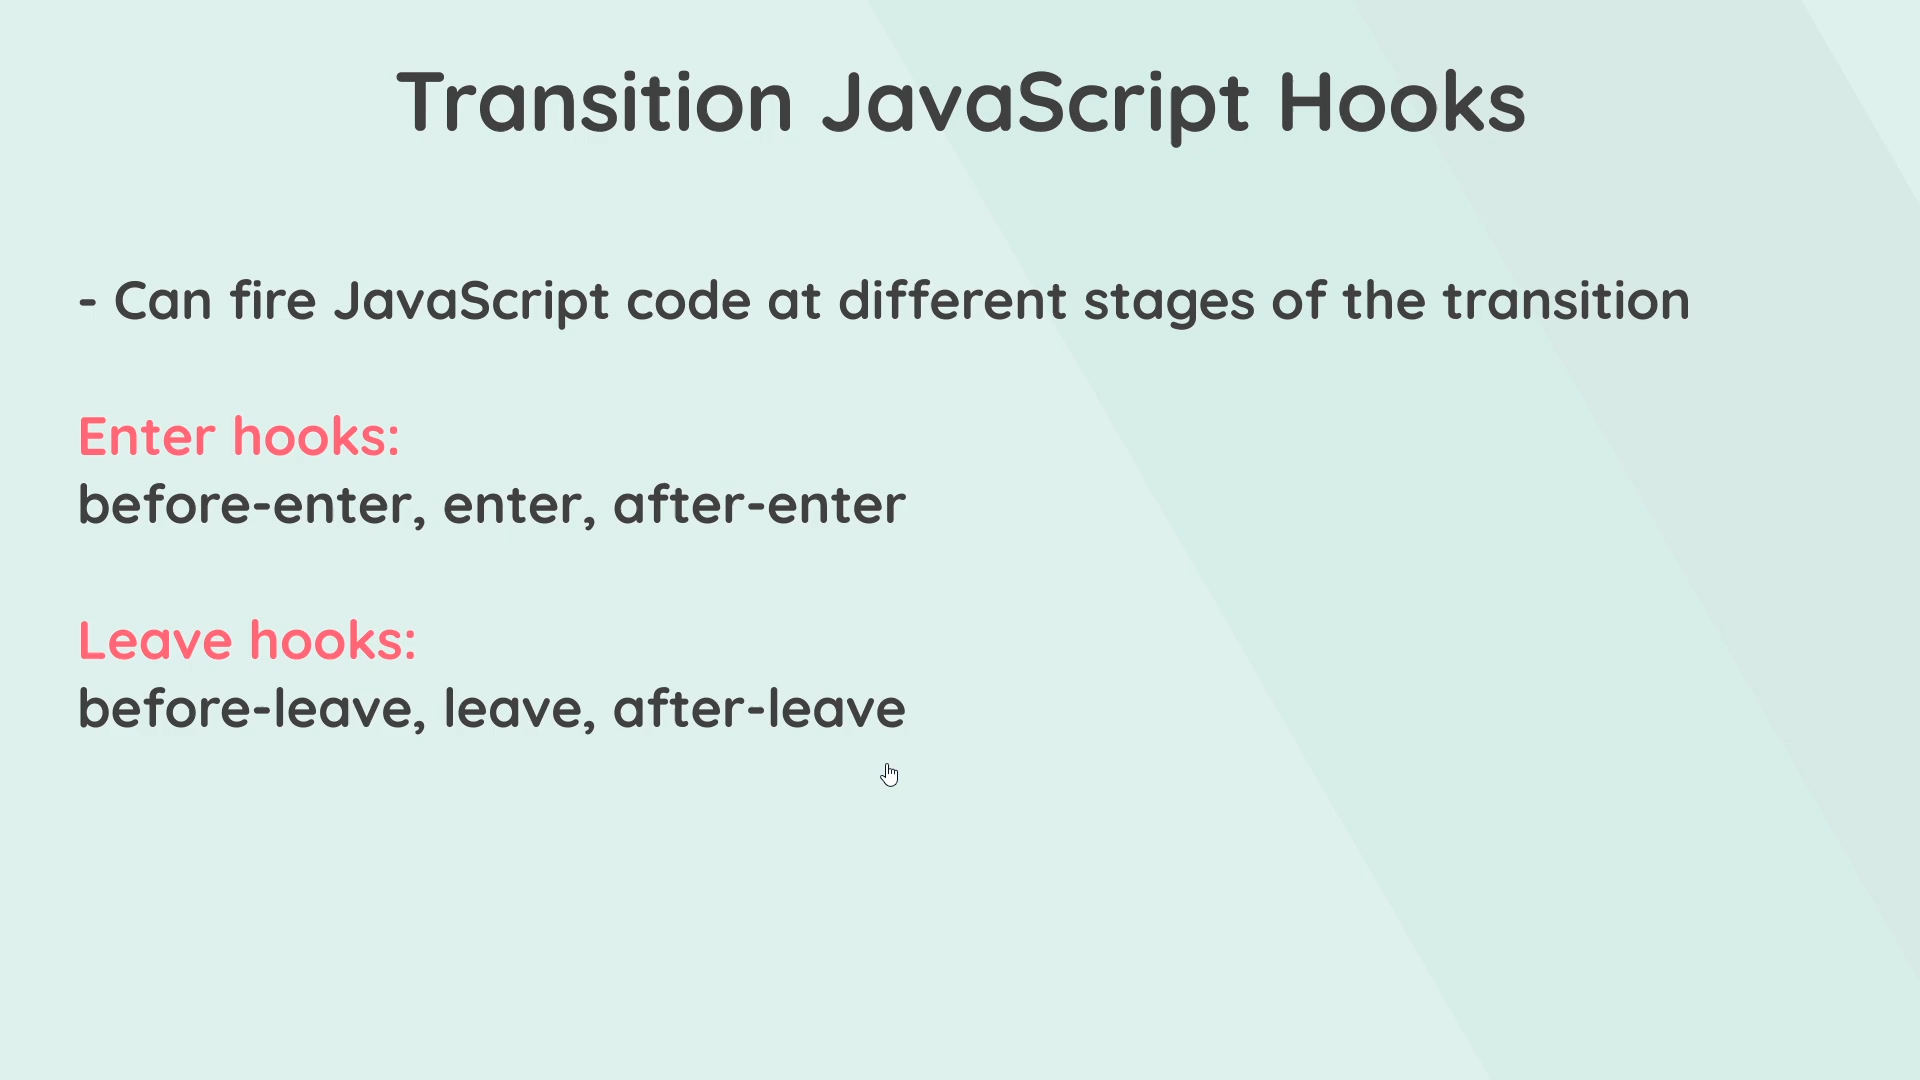 Transition JavaScript Hooks
- Can fire JavaScript code at different stages of the transition
Enter hooks:
before-enter, enter, after-enter
Leave hooks:
before-leave, leave, after-leave